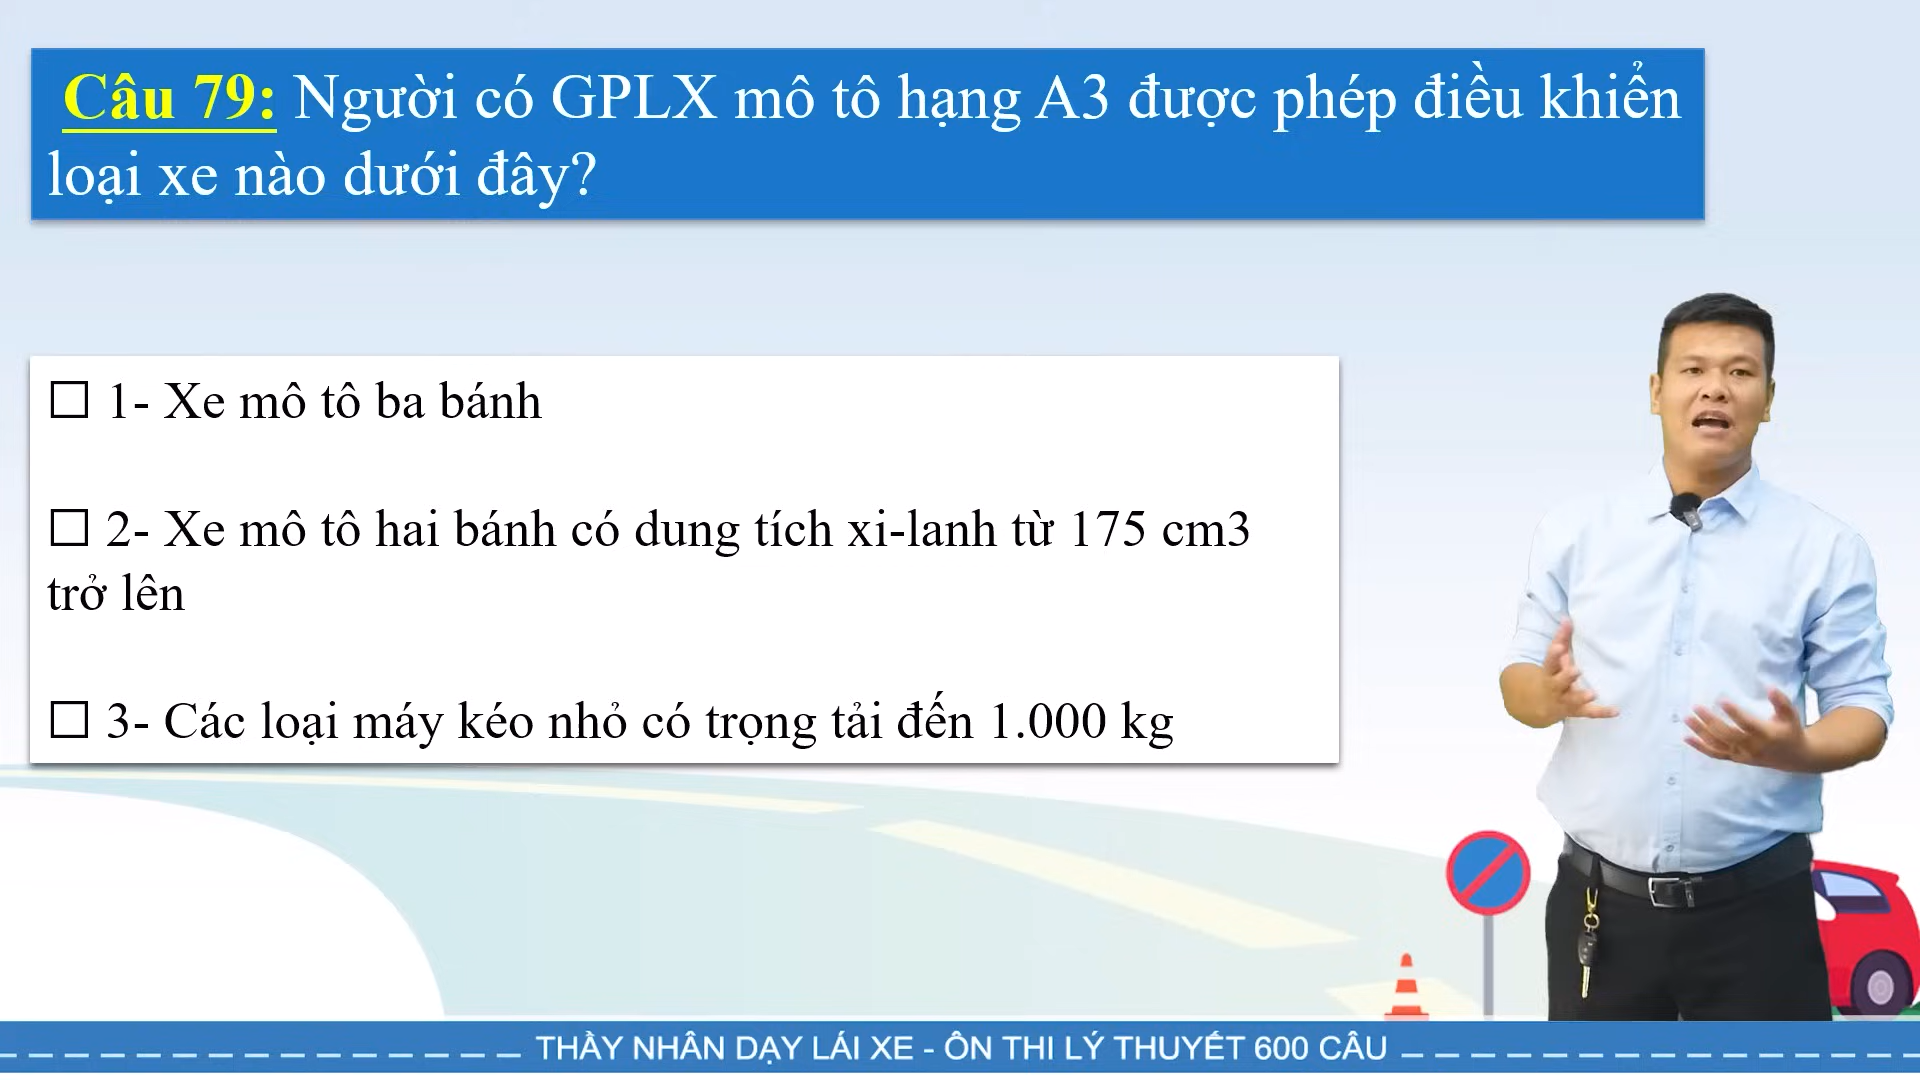 Câu 79: Người có GPLX mô tô hạng A3 được phép điều khiển
loại xe nào dưới đây?
☐ 1- Xe mô tô ba bánh
☐ 2- Xe mô tô hai bánh có dung tích xi-lanh từ 175 cm3
trở lên
☐ 3- Các loại máy kéo nhỏ có trọng tải đến 1.000 kg
THẦY NHÂN DẠY LÁI XE - ÔN THI LÝ THUYẾT 600 CÂU